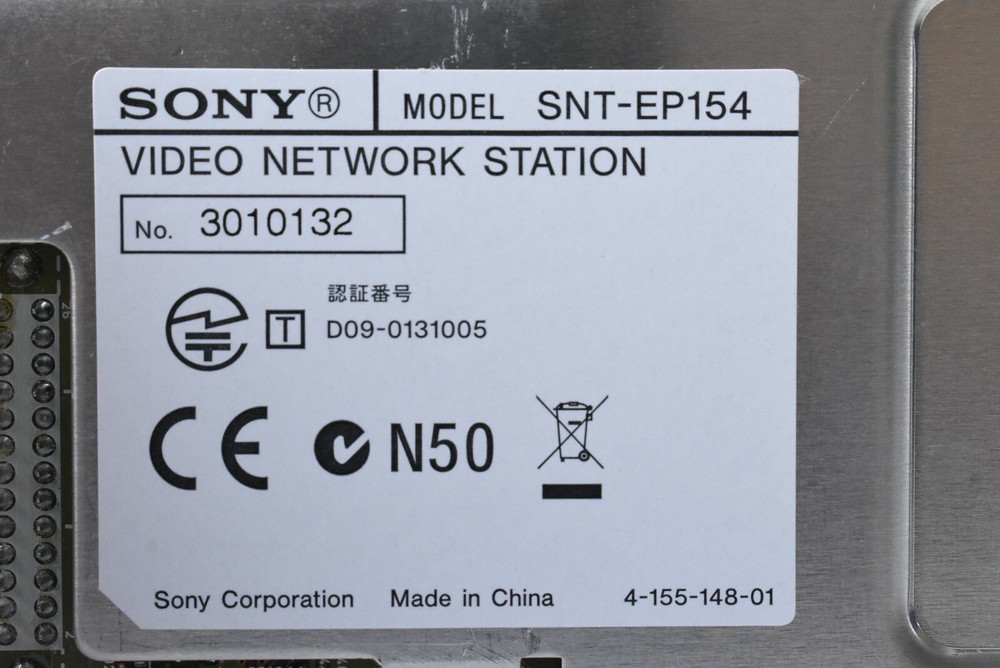 SONY® MODEL SNT-EP154
VIDEO NETWORK STATION
No. 3010132
認証番号
T D09-0131005
CE N50
Sony Corporation Made in China 4-155-148-01